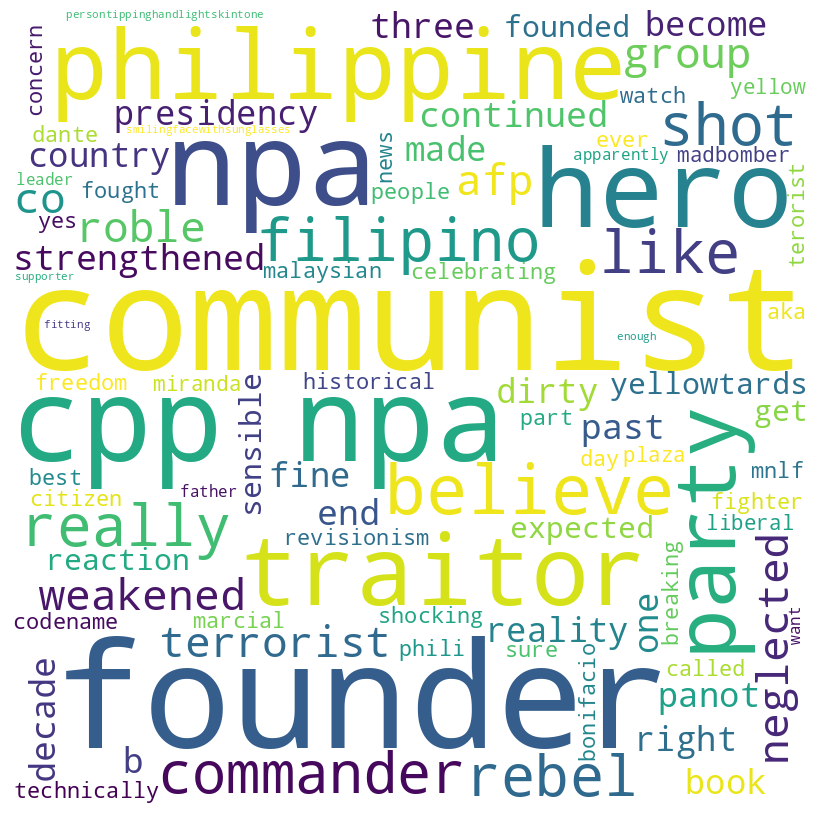 persontippinghandlightskintone
three founded become
philippine group
concern
watch yellow
presidency continued shot
smilingfacewithsunglasses
dante npa news made ever hero
country apparently madbomber
leader fought people afp terorist
co
yes roble filipino like
strengthened malaysian celebrating
supporter
communist aka
fitting enough
freedom miranda historical dirty yellowtards
cpp npa sensible part past get party
best fine believe day plaza mnlf
citizen father fighter
really end expected liberal
revisionism
reaction traitor breaking neglected
weakened one want
codename marcial shocking reality
terrorist phili sure bonifacio called
founder panot
decade right
b commander rebel book
technically